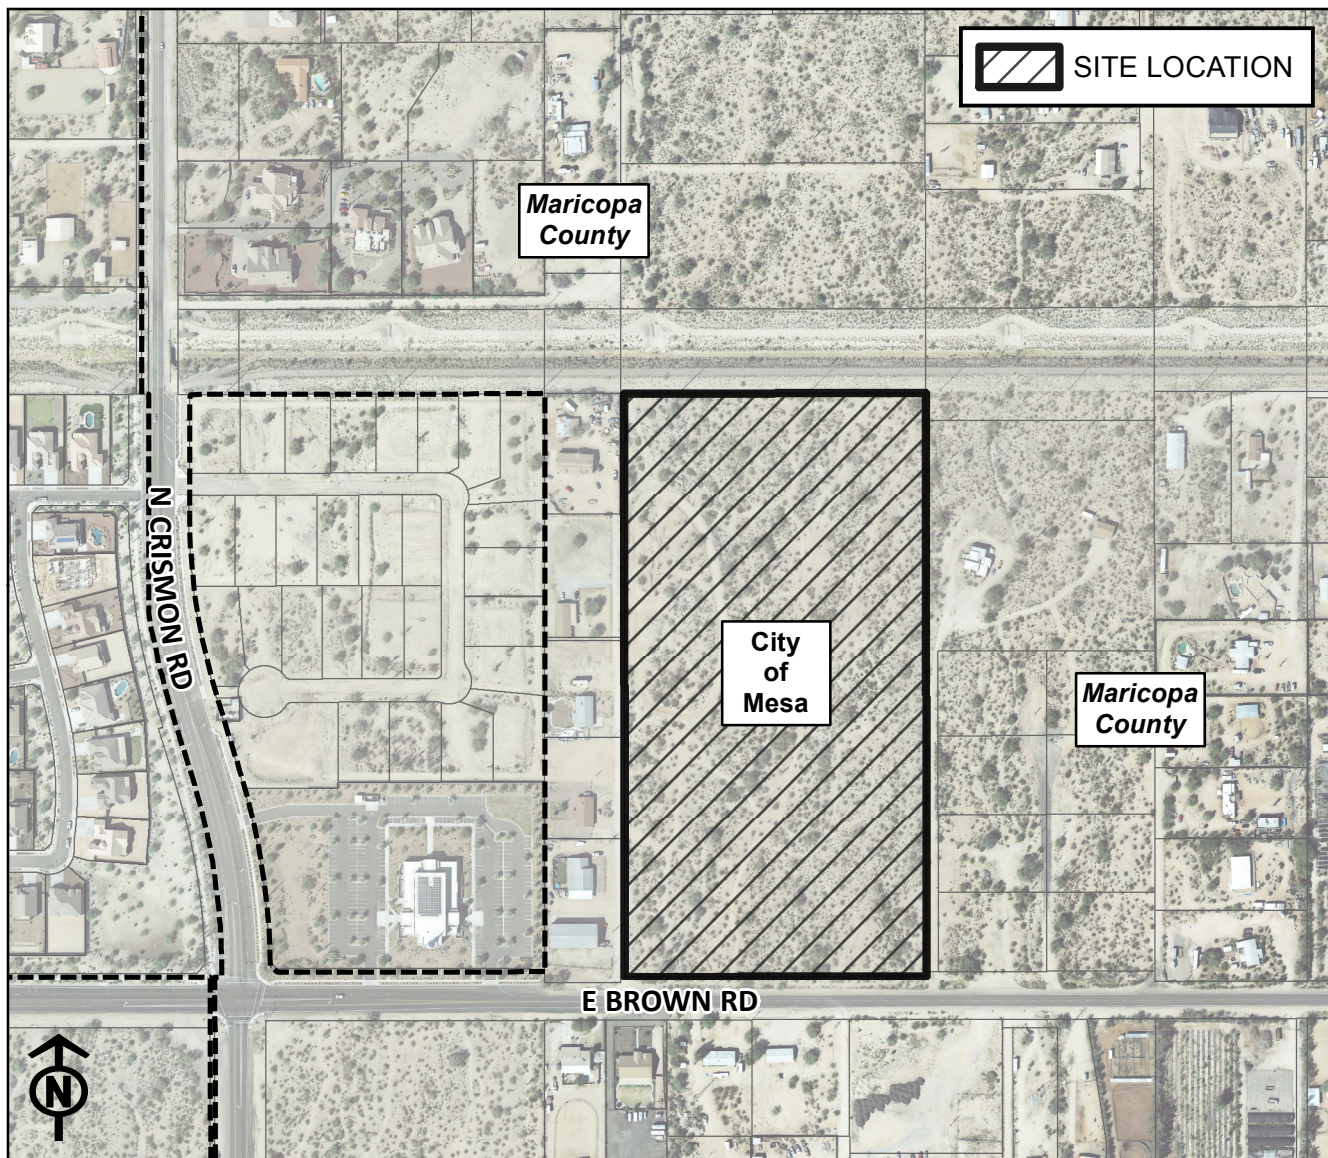 SITE LOCATION
Maricopa
County
N CRISMON RD
City
of
Mesa
Maricopa
County
E BROWN RD
N